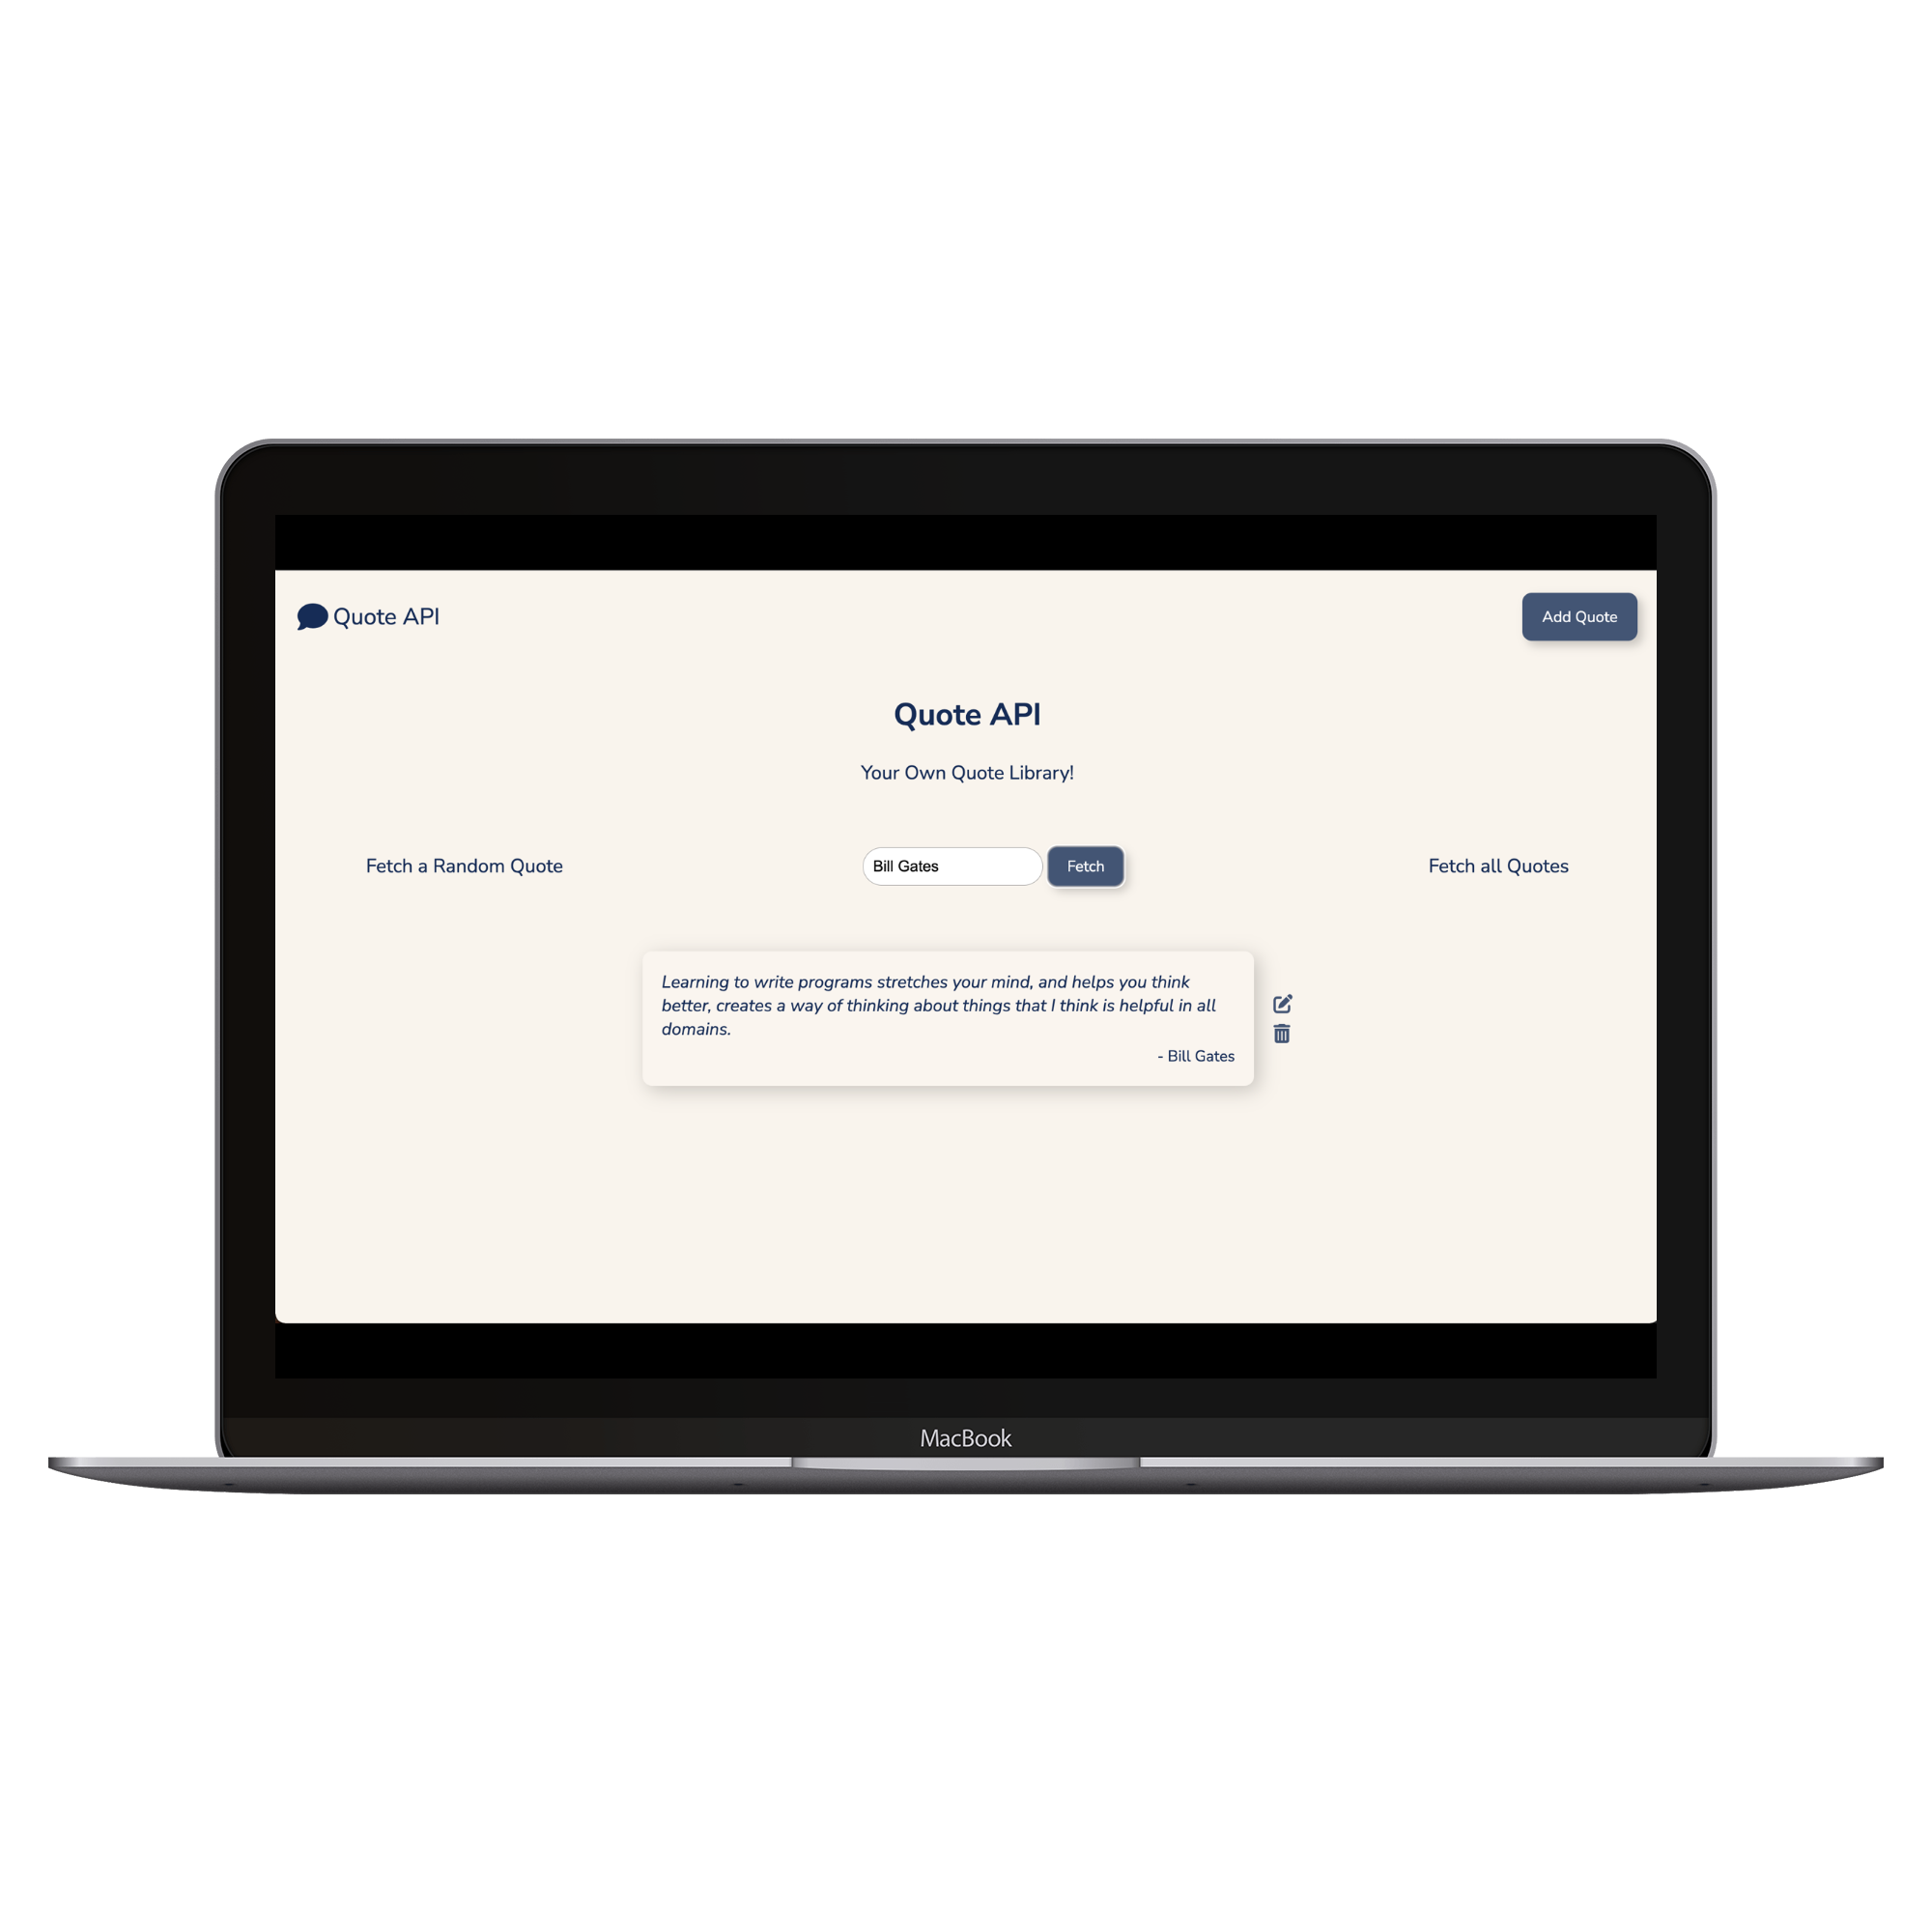 Quote API
Add Quote
Quote API
Your Own Quote Library!
Fetch a Random Quote
Bill Gates
Fetch
Fetch all Quotes
Learning to write programs stretches your mind, and helps you think
better, creates a way of thinking about things that I think is helpful in all
domains.
- Bill Gates
MacBook